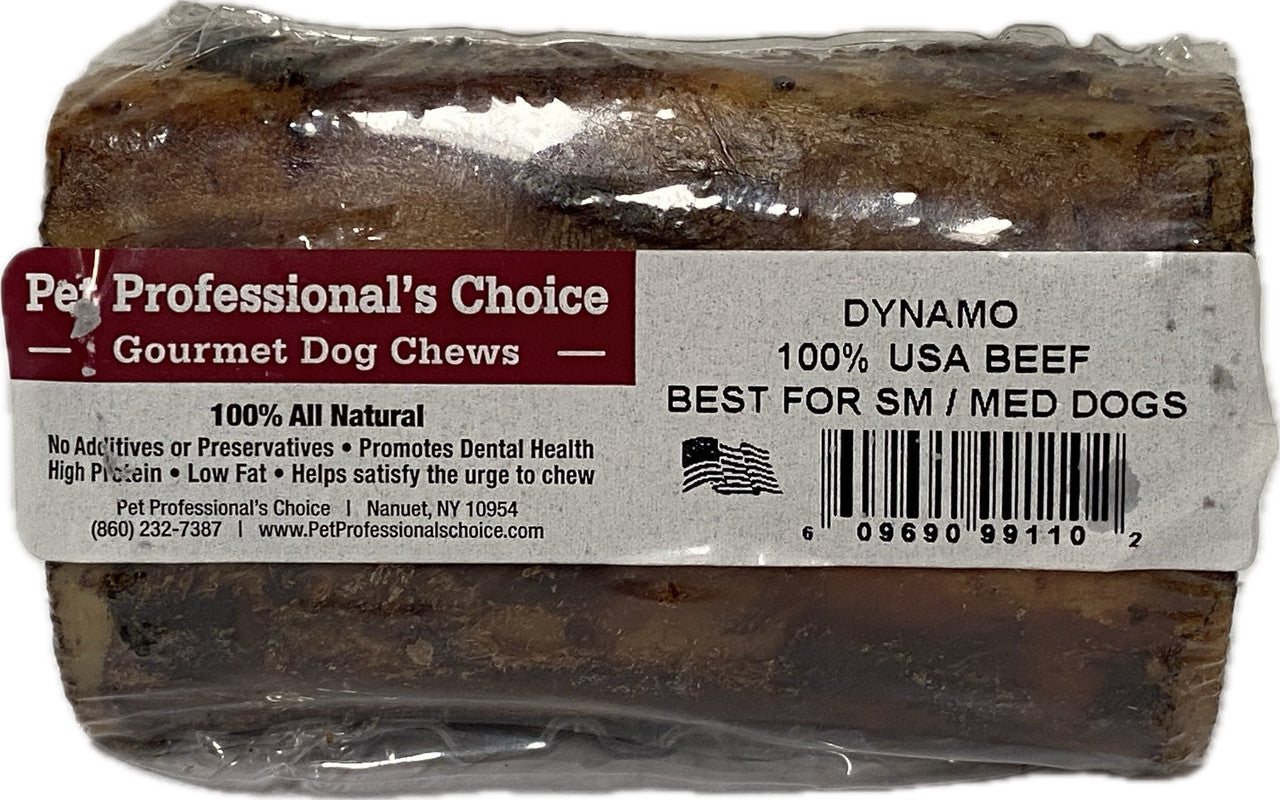 Pet Professional's Choice
— Gourmet Dog Chews —
100% All Natural
No Additives or Preservatives • Promotes Dental Health
High Protein • Low Fat • Helps satisfy the urge to chew
Pet Professional's Choice | Nanuet, NY 10954
(860) 232-7387 | www.PetProfessionalschoice.com
DYNAMO
100% USA BEEF
BEST FOR SM / MED DOGS
6 09690 99110 2